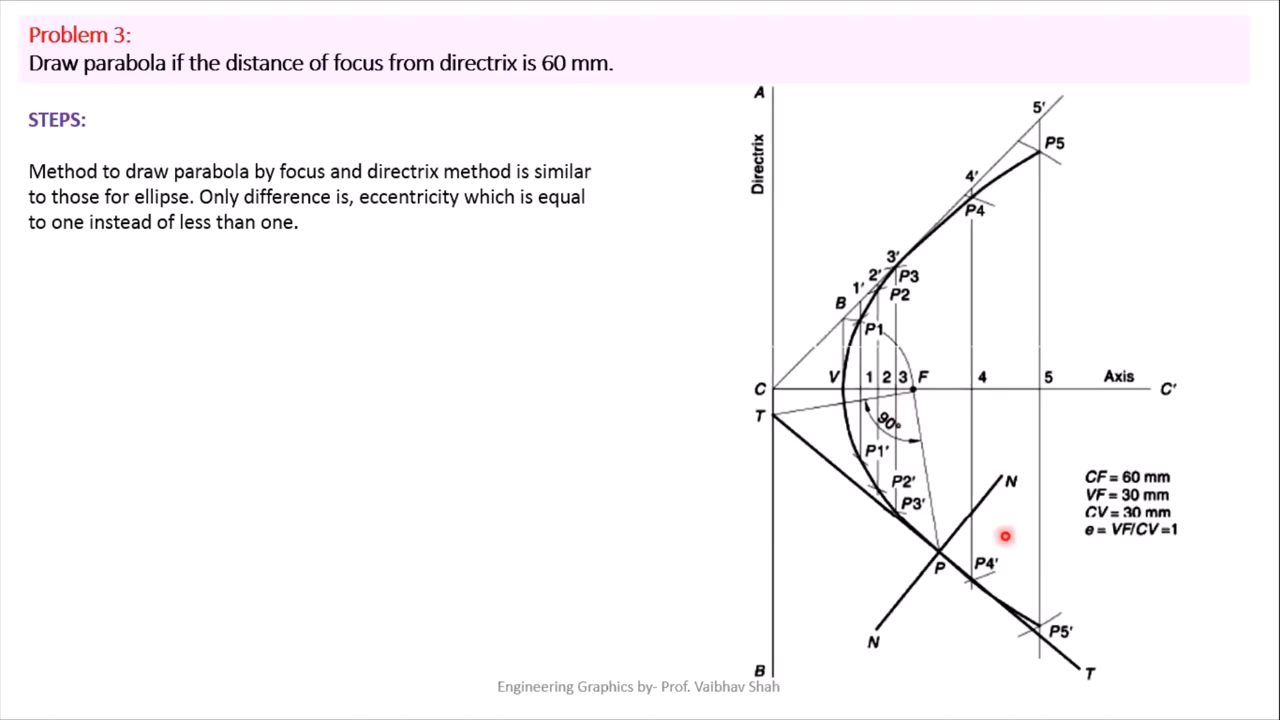 Problem 3:
Draw parabola if the distance of focus from directrix is 60 mm.
STEPS:
Method to draw parabola by focus and directrix method is similar
to those for ellipse. Only difference is, eccentricity which is equal
to one instead of less than one.
A
Directrix
5'
P5
4'
P4
3'
2'
P3
1'
P2
B
P1
V 1 2 3 F 4 5 Axis
C
C'
T
90°
P1'
P2'
P3'
N
CF = 60 mm
VF = 30 mm
CV = 30 mm
e = VF/CV =1
P
P4'
P5'
N
B
T
Engineering Graphics by- Prof. Vaibhav Shah